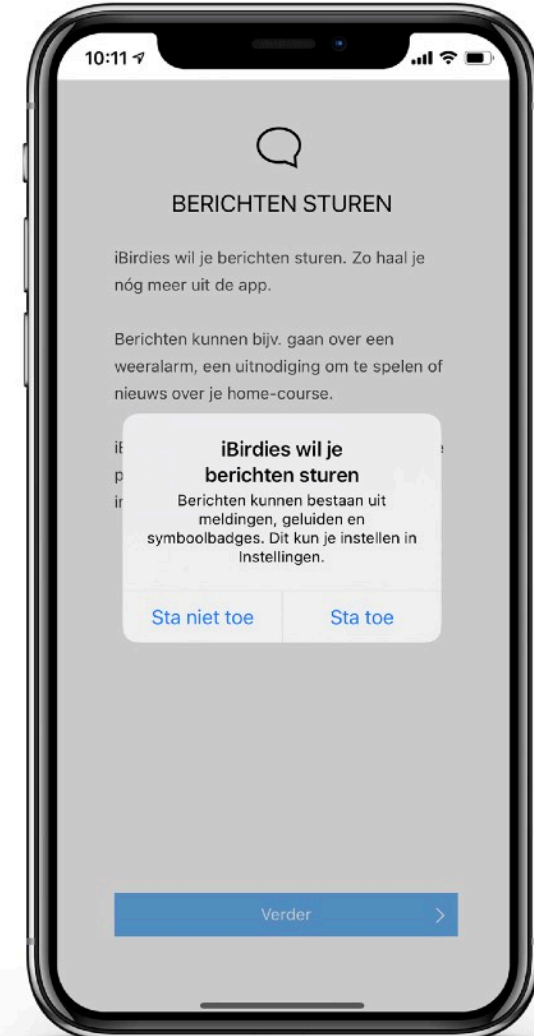 10:11
BERICHTEN STUREN
iBirdies wil je berichten sturen. Zo haal je
nóg meer uit de app.
Berichten kunnen bijv. gaan over een
weeralarm, een uitnodiging om te spelen of
nieuws over je home-course.
iBirdies wil je
berichten sturen
Berichten kunnen bestaan uit
meldingen, geluiden en
symboolbadges. Dit kun je instellen in
Instellingen.
Sta niet toe
Sta toe
Verder